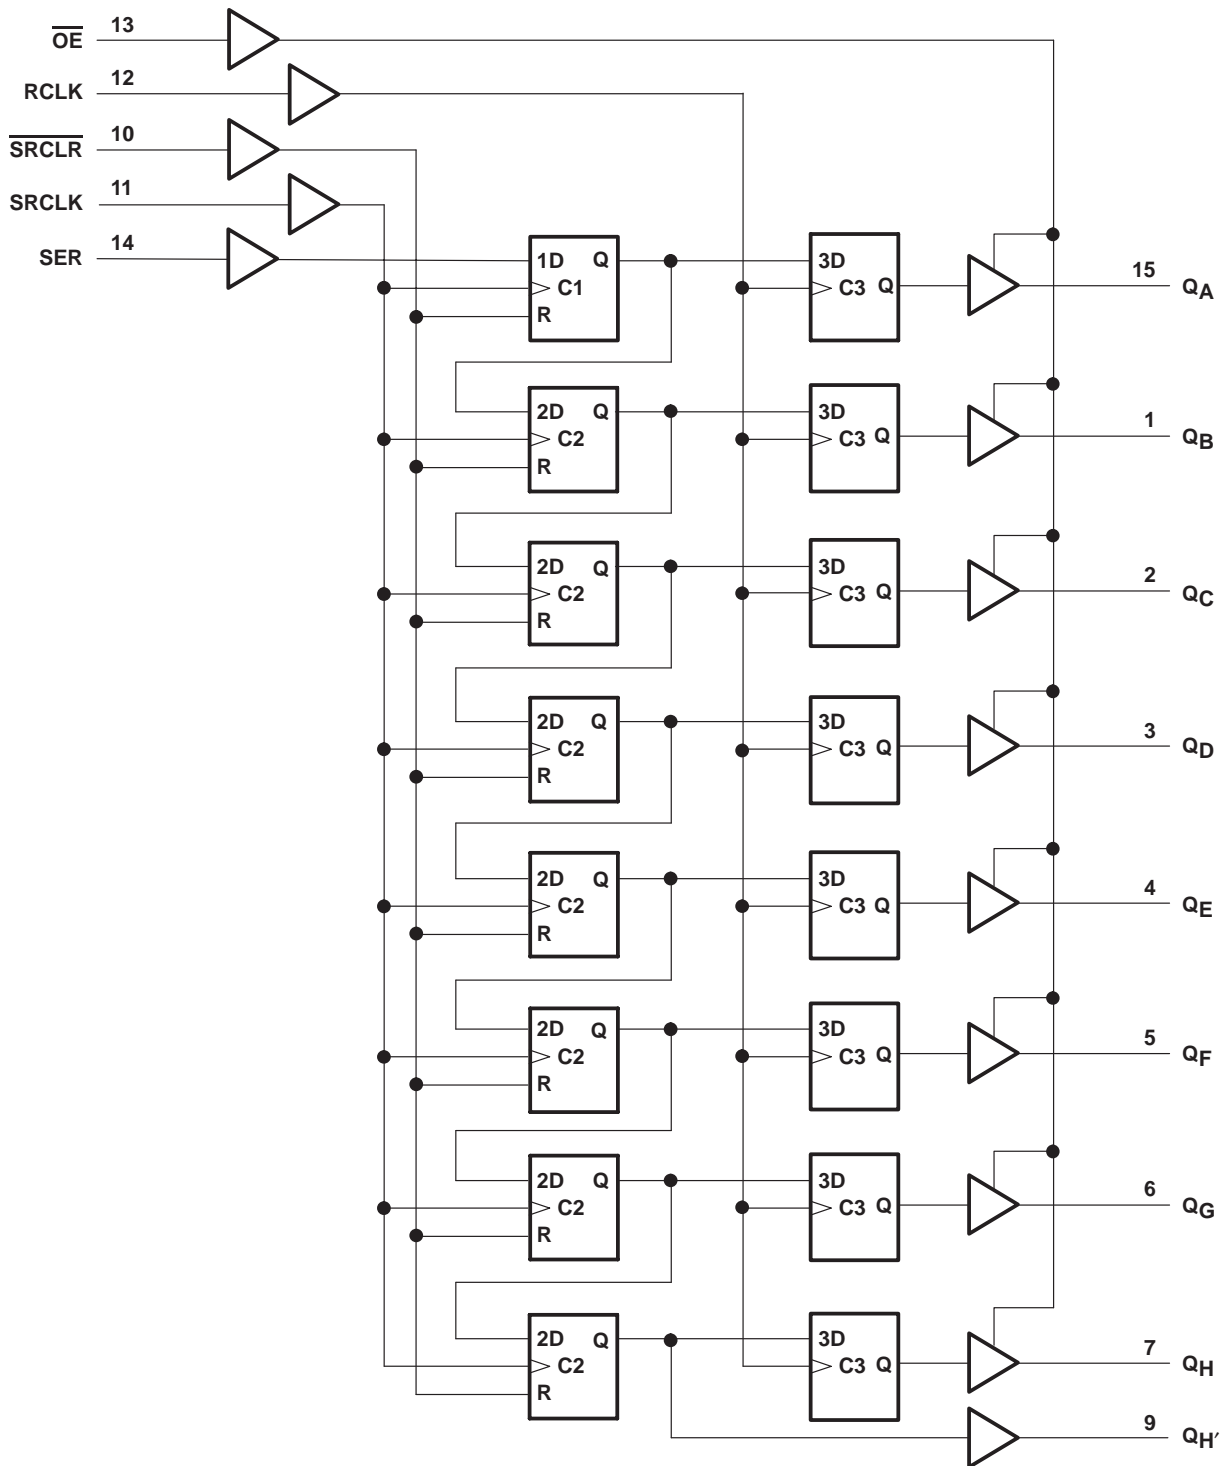 OE 13
RCLK 12
SRCLR 10
SRCLK 11
SER 14
1D Q
C1
R
3D
C3 Q
15 QA
2D Q
C2
R
3D
C3 Q
1 QB
2D Q
C2
R
3D
C3 Q
2 QC
2D Q
C2
R
3D
C3 Q
3 QD
2D Q
C2
R
3D
C3 Q
4 QE
2D Q
C2
R
3D
C3 Q
5 QF
2D Q
C2
R
3D
C3 Q
6 QG
2D Q
C2
R
3D
C3 Q
7 QH
9 QH′